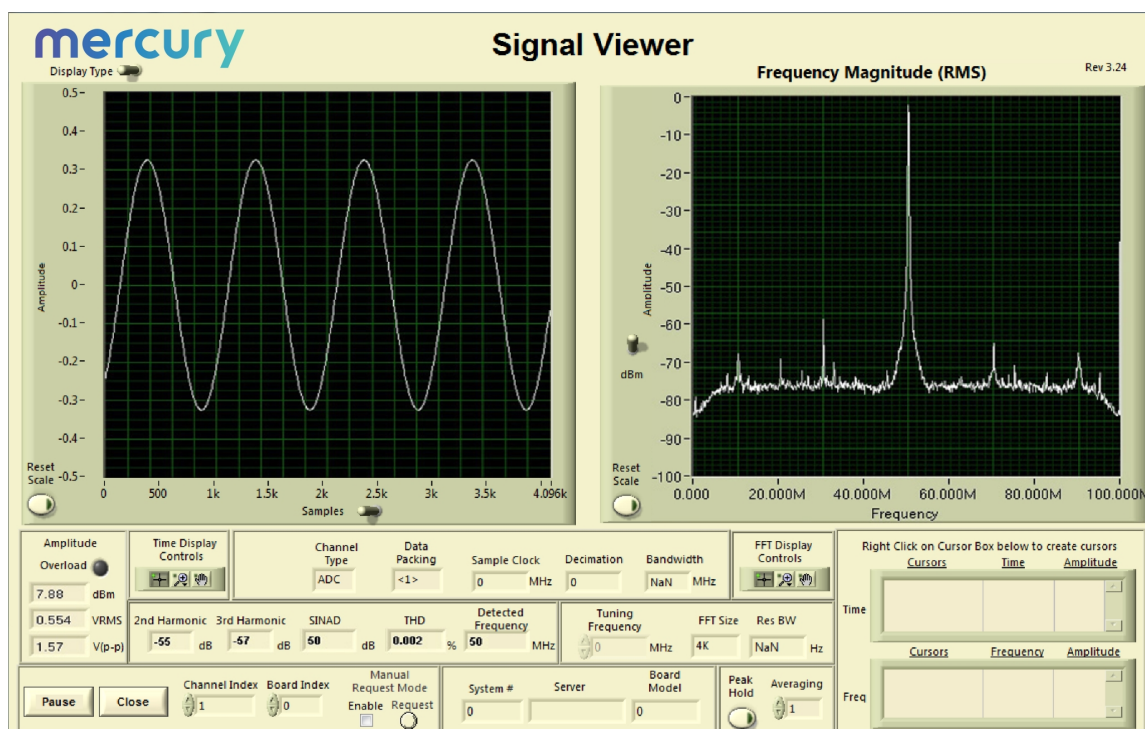 mercury
Signal Viewer
Display Type
Frequency Magnitude (RMS)
Rev 3.24
0.5
0.4
0.3
0.2
0.1
0
-0.1
-0.2
-0.3
-0.4
-0.5
Amplitude
Reset
Scale
0 500 1k 1.5k 2k 2.5k 3k 3.5k 4.096k
Samples
0
-10
-20
-30
-40
-50
-60
-70
-80
-90
-100
Amplitude
dBm
Reset
Scale
0.000 20.000M 40.000M 60.000M 80.000M 100.000M
Frequency
Amplitude
Overload
7.88 dBm
0.554 VRMS
1.57 V(p-p)
Time Display
Controls
Channel
Type
ADC
Data
Packing
<1>
Sample Clock
0 MHz
Decimation
0
Bandwidth
NaN MHz
FFT Display
Controls
2nd Harmonic
-55 dB
3rd Harmonic
-57 dB
SINAD
50 dB
THD
0.002 %
Detected
Frequency
50 MHz
Tuning
Frequency
0 MHz
FFT Size
4K
Res BW
NaN Hz
Pause
Close
Channel Index
1
Board Index
0
Manual
Request Mode
Enable Request
System #
0
Server
Board
Model
0
Peak
Hold
Averaging
1
Right Click on Cursor Box below to create cursors
Cursors Time Amplitude
Time
Cursors Frequency Amplitude
Freq